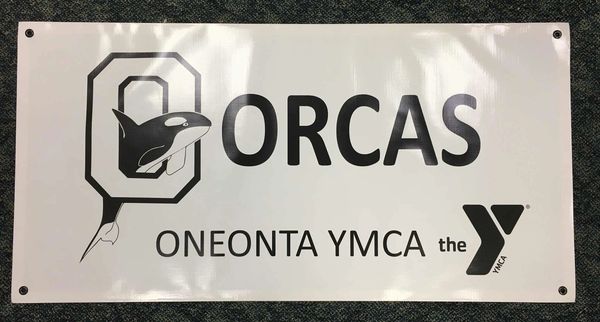 O ORCAS
ONEONTA YMCA the Y®
YMCA